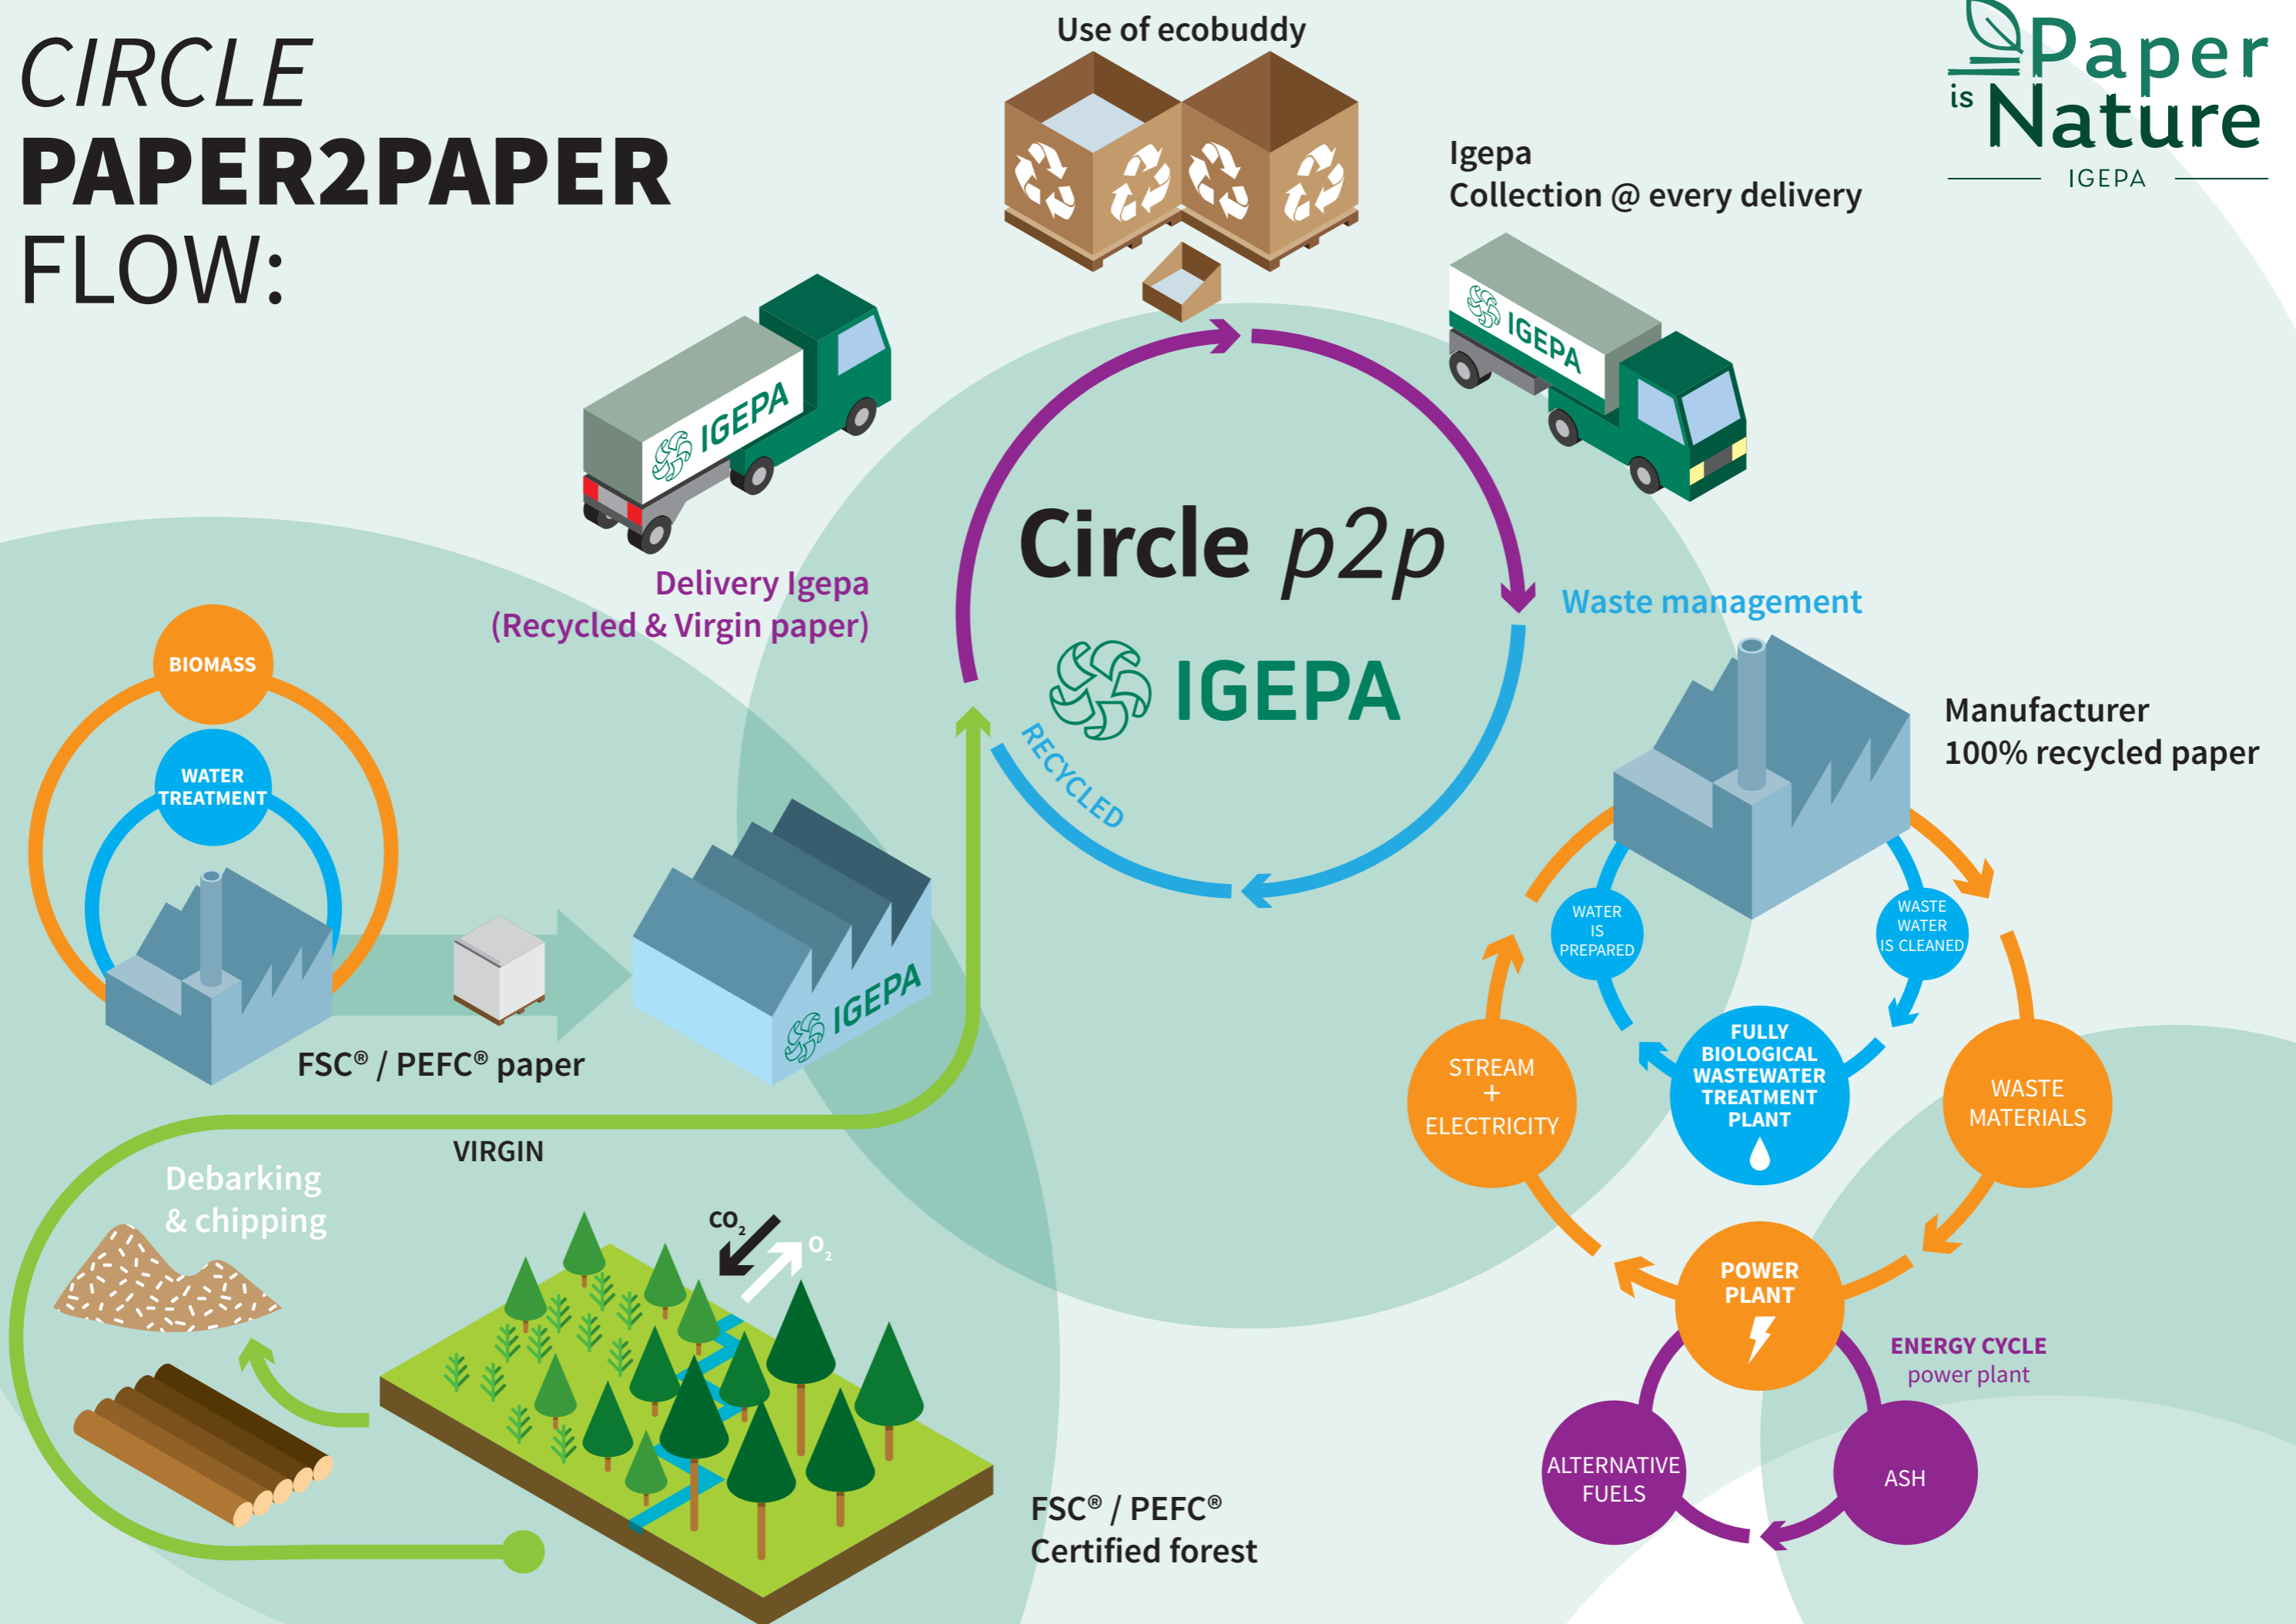 CIRCLE
PAPER2PAPER
FLOW:
Use of ecobuddy
Paper
is Nature
IGEPA
Igepa
Collection @ every delivery
IGEPA
IGEPA
Delivery Igepa
(Recycled & Virgin paper)
Circle p2p
IGEPA
RECYCLED
Waste management
Manufacturer
100% recycled paper
BIOMASS
WATER
TREATMENT
IGEPA
FSC® / PEFC® paper
VIRGIN
Debarking
& chipping
CO2
O2
FSC® / PEFC®
Certified forest
WATER
IS
PREPARED
WASTE
WATER
IS CLEANED
FULLY
BIOLOGICAL
WASTEWATER
TREATMENT
PLANT
STREAM
+
ELECTRICITY
WASTE
MATERIALS
POWER
PLANT
ENERGY CYCLE
power plant
ALTERNATIVE
FUELS
ASH